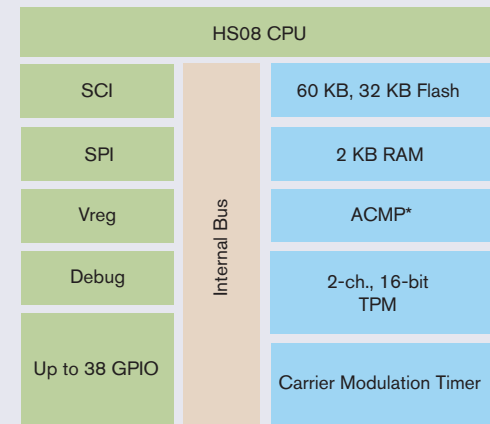 HS08 CPU
SCI
SPI
Vreg
Debug
Up to 38 GPIO
Internal Bus
60 KB, 32 KB Flash
2 KB RAM
ACMP*
2-ch., 16-bit
TPM
Carrier Modulation Timer